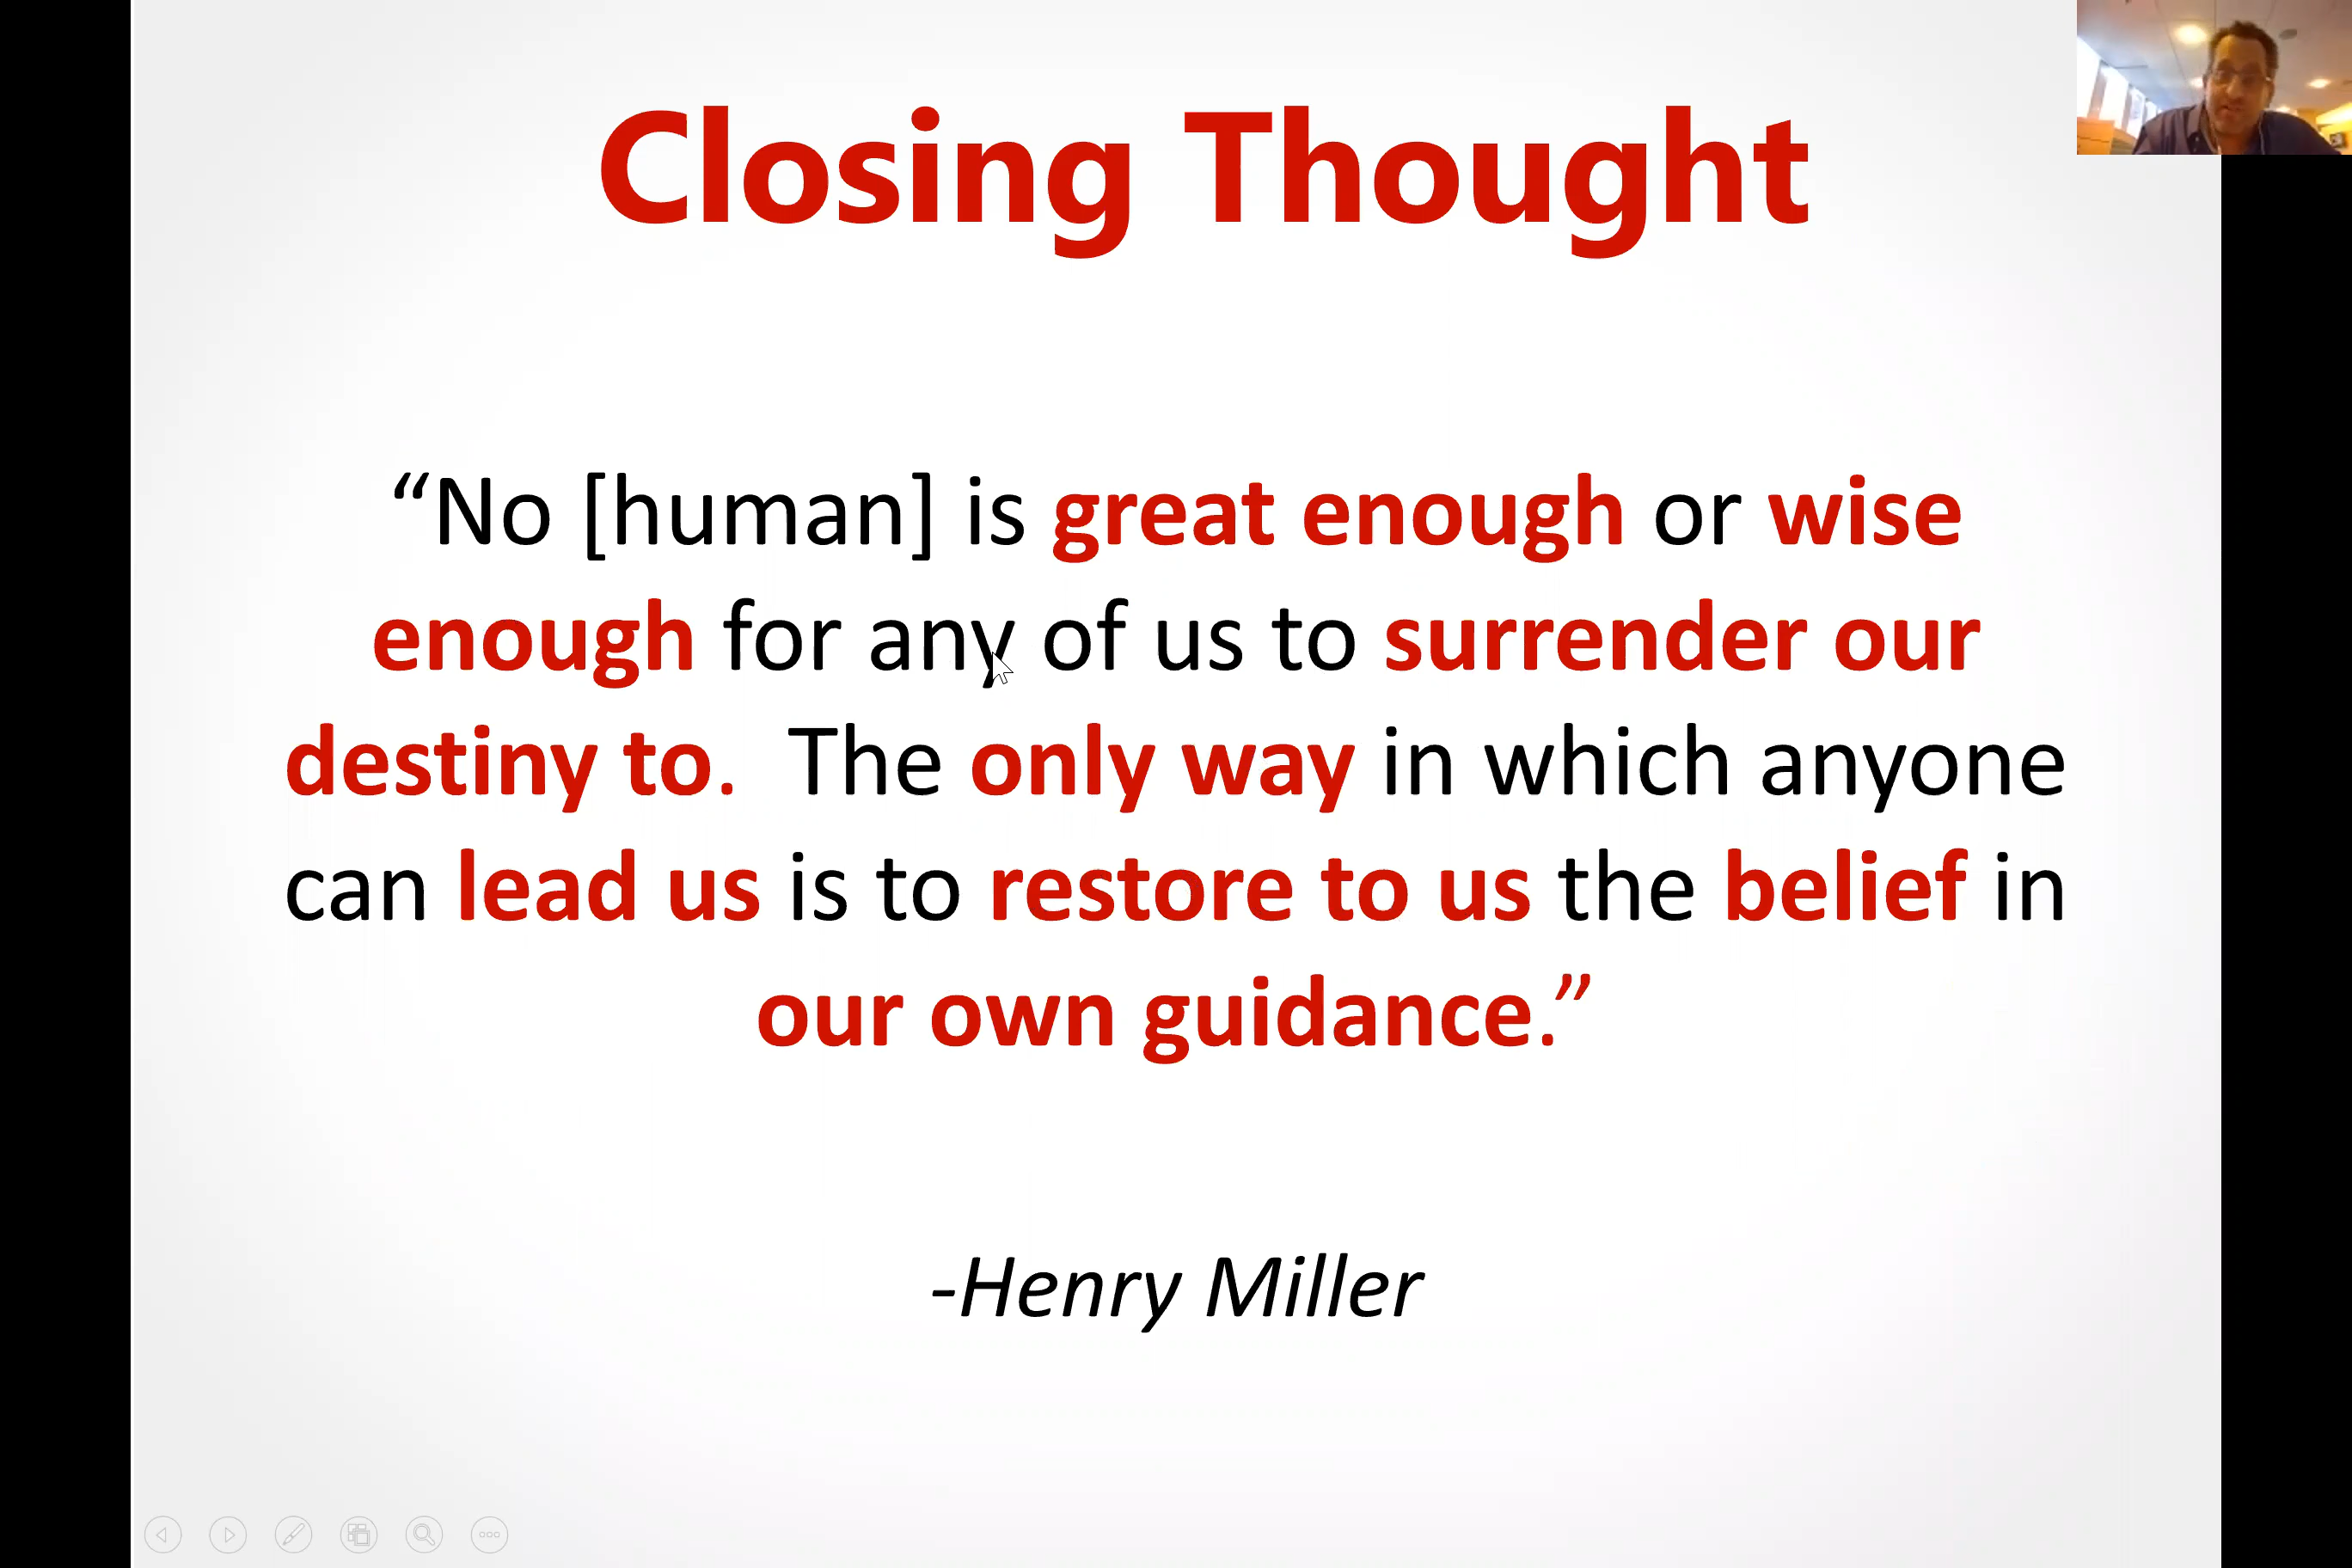 Closing Thought
“No [human] is great enough or wise
enough for any of us to surrender our
destiny to.  The only way in which anyone
can lead us is to restore to us the belief in
our own guidance.”
-Henry Miller